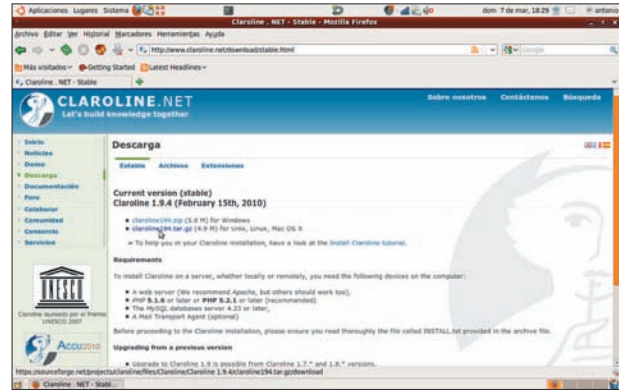 Aplicaciones Lugares Sistema
dom 7 de mar, 18:29
antonio
Claroline . NET - Stable - Mozilla Firefox
Archivo Editar Ver Historial Marcadores Herramientas Ayuda
http://www.claroline.net/download/stable.html
Google
Más visitados Getting Started Latest Headlines
Claroline .NET - Stable
CLAROLINE.NET
Let's build knowledge together
Sobre nosotros Contáctenos Búsqueda
Inicio
Noticias
Demo
Descarga
Documentación
Foro
Colaborar
Comunidad
Consorcio
Servicios
UNESCO
Claroline laureado por el Premio UNESCO 2007
Accu2010
Descarga
Estable Archivos Extensiones
Current version (stable)
Claroline 1.9.4 (February 15th, 2010)
claroline194.zip (5.8 M) for Windows
claroline194.tar.gz (4.9 M) for Unix, Linux, Mac OS X
To help you in your Claroline installation, have a look at the Install Claroline tutorial.
Requirements
To install Claroline on a server, whether locally or remotely, you need the following devices on the computer:
A web server (We recommend Apache, but others should work too),
PHP 5.1.6 or later or PHP 5.2.1 or later (recommended)
The MySQL databases server 4.23 or later,
A Mail Transport Agent (optional)
Before proceeding to the Claroline installation, please ensure you read thoroughly the file called INSTALL.txt provided in the archive file.
Upgrading from a previous version
Upgrade to Claroline 1.9 is possible from Claroline 1.7.* and 1.8.* versions.
https://sourceforge.net/projects/claroline/files/Claroline/Claroline 1.9.4/claroline194.tar.gz/download
Claroline .NET - Stabl...